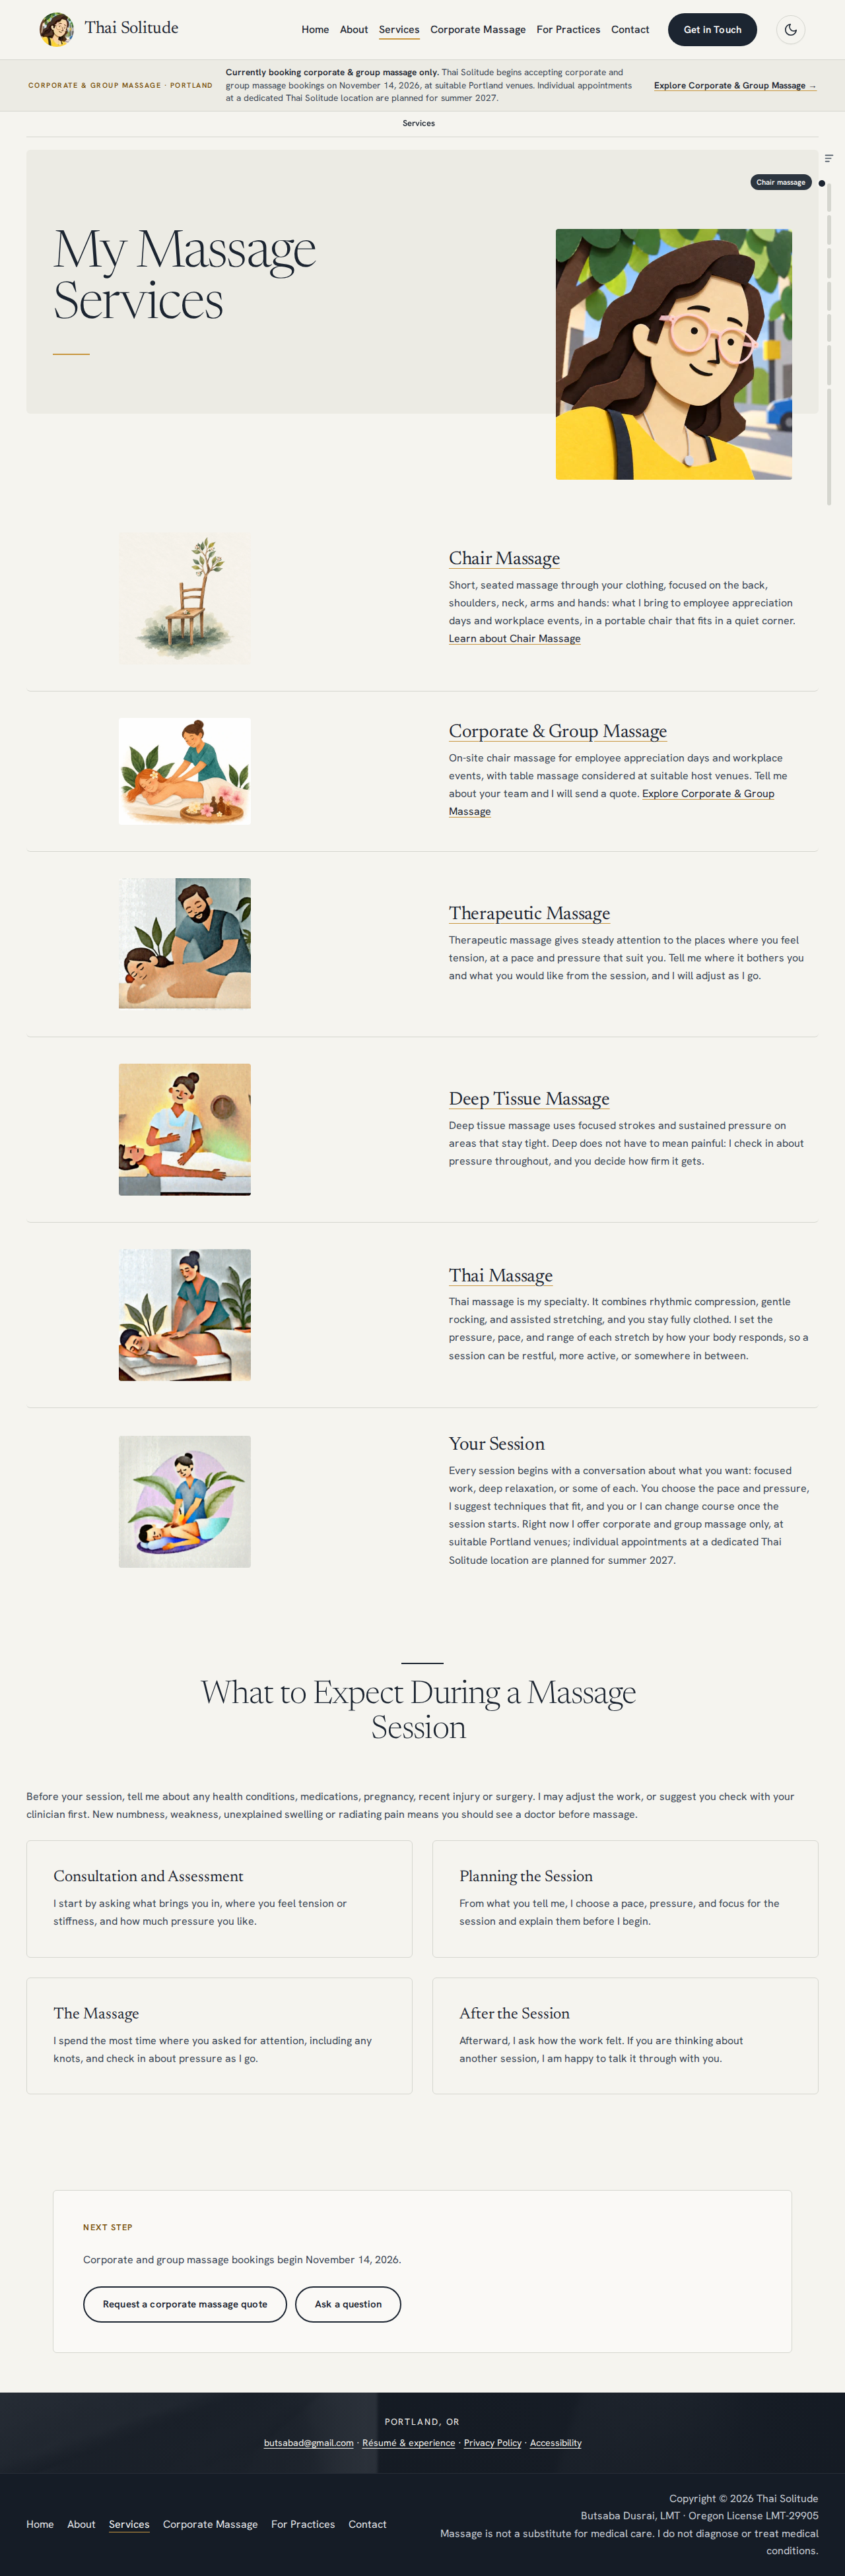 Thai Solitude
Home About Services Corporate Massage For Practices Contact Get in Touch
CORPORATE & GROUP MASSAGE · PORTLAND
Currently booking corporate & group massage only. Thai Solitude begins accepting corporate and
group massage bookings on November 14, 2026, at suitable Portland venues. Individual appointments
at a dedicated Thai Solitude location are planned for summer 2027.
Explore Corporate & Group Massage →
Services
Chair massage
My Massage
Services
Chair Massage
Short, seated massage through your clothing, focused on the back,
shoulders, neck, arms and hands: what I bring to employee appreciation
days and workplace events, in a portable chair that fits in a quiet corner.
Learn about Chair Massage
Corporate & Group Massage
On-site chair massage for employee appreciation days and workplace
events, with table massage considered at suitable host venues. Tell me
about your team and I will send a quote. Explore Corporate & Group
Massage
Therapeutic Massage
Therapeutic massage gives steady attention to the places where you feel
tension, at a pace and pressure that suit you. Tell me where it bothers you
and what you would like from the session, and I will adjust as I go.
Deep Tissue Massage
Deep tissue massage uses focused strokes and sustained pressure on
areas that stay tight. Deep does not have to mean painful: I check in about
pressure throughout, and you decide how firm it gets.
Thai Massage
Thai massage is my specialty. It combines rhythmic compression, gentle
rocking, and assisted stretching, and you stay fully clothed. I set the
pressure, pace, and range of each stretch by how your body responds, so a
session can be restful, more active, or somewhere in between.
Your Session
Every session begins with a conversation about what you want: focused
work, deep relaxation, or some of each. You choose the pace and pressure,
I suggest techniques that fit, and you or I can change course once the
session starts. Right now I offer corporate and group massage only, at
suitable Portland venues; individual appointments at a dedicated Thai
Solitude location are planned for summer 2027.
What to Expect During a Massage
Session
Before your session, tell me about any health conditions, medications, pregnancy, recent injury or surgery. I may adjust the work, or suggest you check with your
clinician first. New numbness, weakness, unexplained swelling or radiating pain means you should see a doctor before massage.
Consultation and Assessment
I start by asking what brings you in, where you feel tension or
stiffness, and how much pressure you like.
Planning the Session
From what you tell me, I choose a pace, pressure, and focus for the
session and explain them before I begin.
The Massage
I spend the most time where you asked for attention, including any
knots, and check in about pressure as I go.
After the Session
Afterward, I ask how the work felt. If you are thinking about
another session, I am happy to talk it through with you.
NEXT STEP
Corporate and group massage bookings begin November 14, 2026.
Request a corporate massage quote Ask a question
PORTLAND, OR
butsabad@gmail.com · Résumé & experience · Privacy Policy · Accessibility
Home About Services Corporate Massage For Practices Contact
Copyright © 2026 Thai Solitude
Butsaba Dusrai, LMT · Oregon License LMT-29905
Massage is not a substitute for medical care. I do not diagnose or treat medical
conditions.